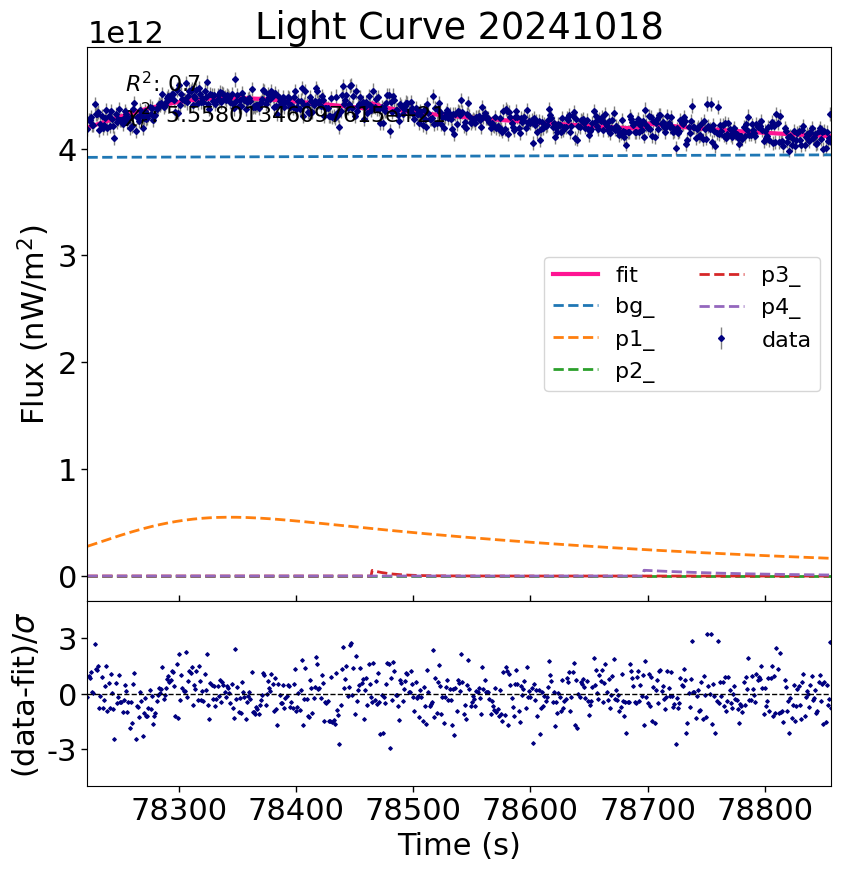 Light Curve 20241018
1e12
R²: 0.7
Flux (nW/m²)
4
3
2
1
0
fit
bg_
p1_
p2_
p3_
p4_
data
(data-fit)/σ
3
0
-3
78300 78400 78500 78600 78700 78800
Time (s)